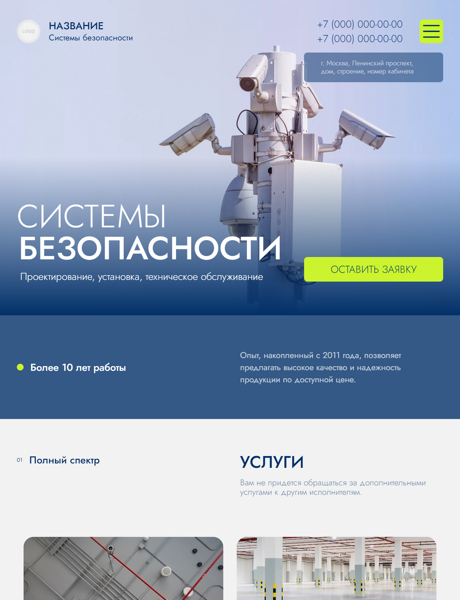 НАЗВАНИЕ
Системы безопасности
+7 (000) 000-00-00
+7 (000) 000-00-00
г. Москва, Ленинский проспект,
дом, строение, номер кабинета
СИСТЕМЫ
БЕЗОПАСНОСТИ
Проектирование, установка, техническое обслуживание
ОСТАВИТЬ ЗАЯВКУ
Более 10 лет работы
Опыт, накопленный с 2011 года, позволяет
предлагать высокое качество и надежность
продукции по доступной цене.
01 Полный спектр
УСЛУГИ
Вам не придется обращаться за дополнительными
услугами к другим исполнителям.